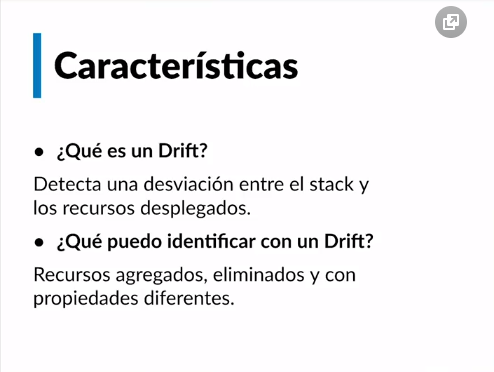 Características
● ¿Qué es un Drift?
Detecta una desviación entre el stack y
los recursos desplegados.
● ¿Qué puedo identificar con un Drift?
Recursos agregados, eliminados y con
propiedades diferentes.